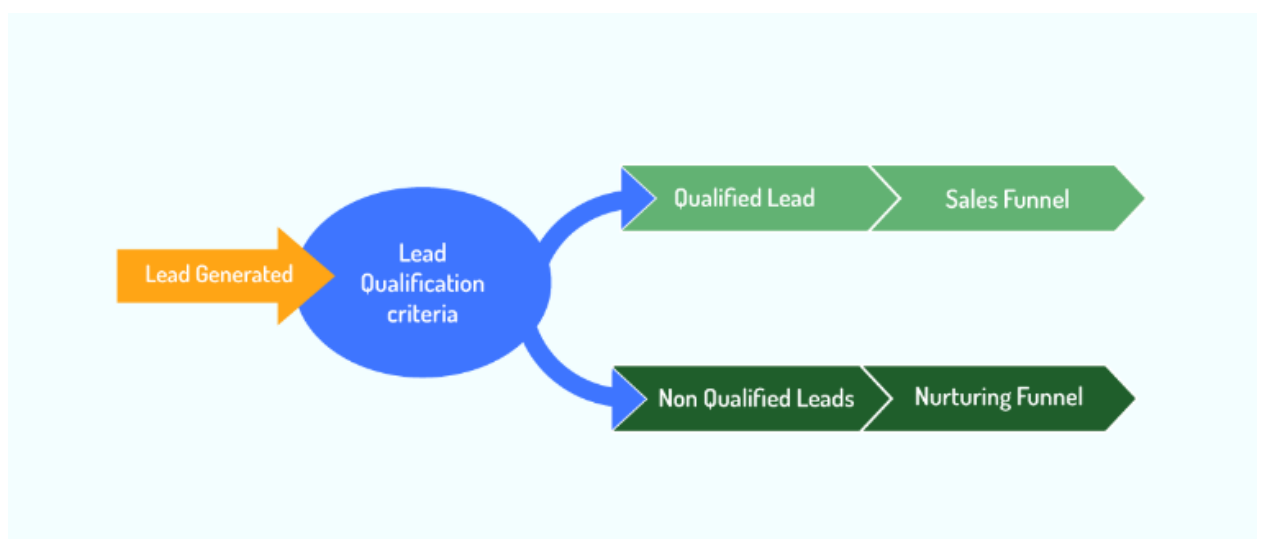 Lead Generated
Lead
Qualification
criteria
Qualified Lead
Sales Funnel
Non Qualified Leads
Nurturing Funnel